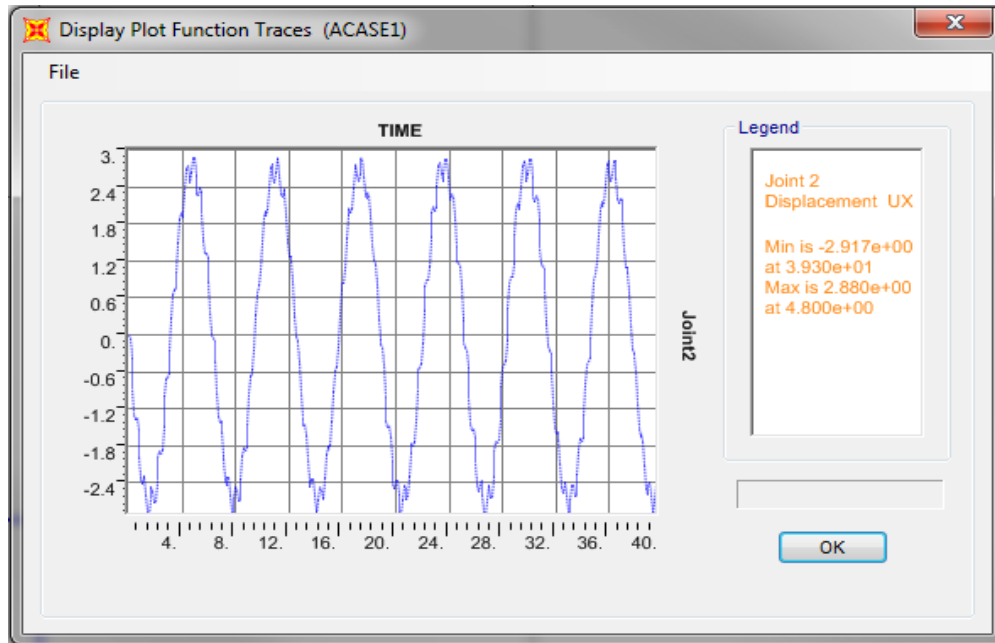 Display Plot Function Traces (ACASE1)
File
TIME
3.
2.4
1.8
1.2
0.6
0.
-0.6
-1.2
-1.8
-2.4
4. 8. 12. 16. 20. 24. 28. 32. 36. 40.
Joint2
Legend
Joint 2
Displacement UX
Min is -2.917e+00
at 3.930e+01
Max is 2.880e+00
at 4.800e+00
OK